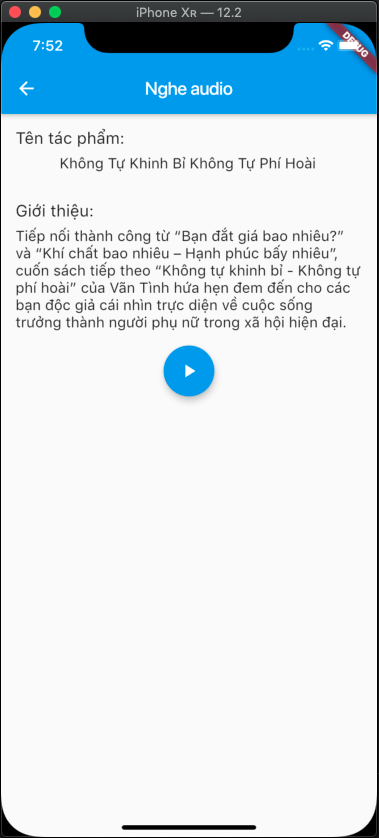 iPhone XR — 12.2
7:52
DEBUG
Nghe audio
Tên tác phẩm:
Không Tự Khinh Bỉ Không Tự Phí Hoài
Giới thiệu:
Tiếp nối thành công từ “Bạn đắt giá bao nhiêu?”
và “Khí chất bao nhiêu – Hạnh phúc bấy nhiêu”,
cuốn sách tiếp theo “Không tự khinh bỉ - Không tự
phí hoài” của Vãn Tình hứa hẹn đem đến cho các
bạn độc giả cái nhìn trực diện về cuộc sống
trưởng thành người phụ nữ trong xã hội hiện đại.